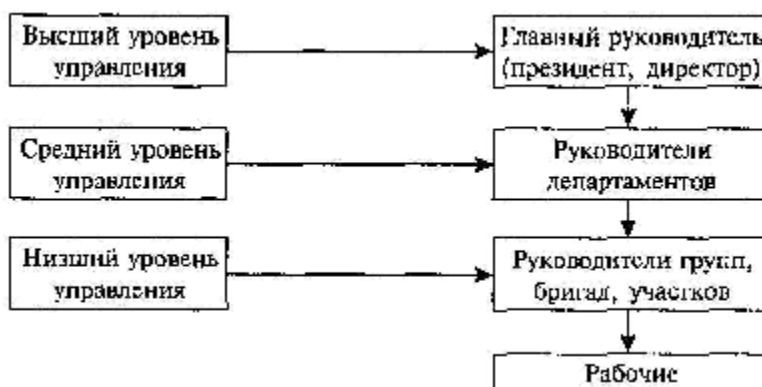 Высший уровень
управления
Главный руководитель
(президент, директор)
Средний уровень
управления
Руководители
департаментов
Низший уровень
управления
Руководители групп,
бригад, участков
Рабочие